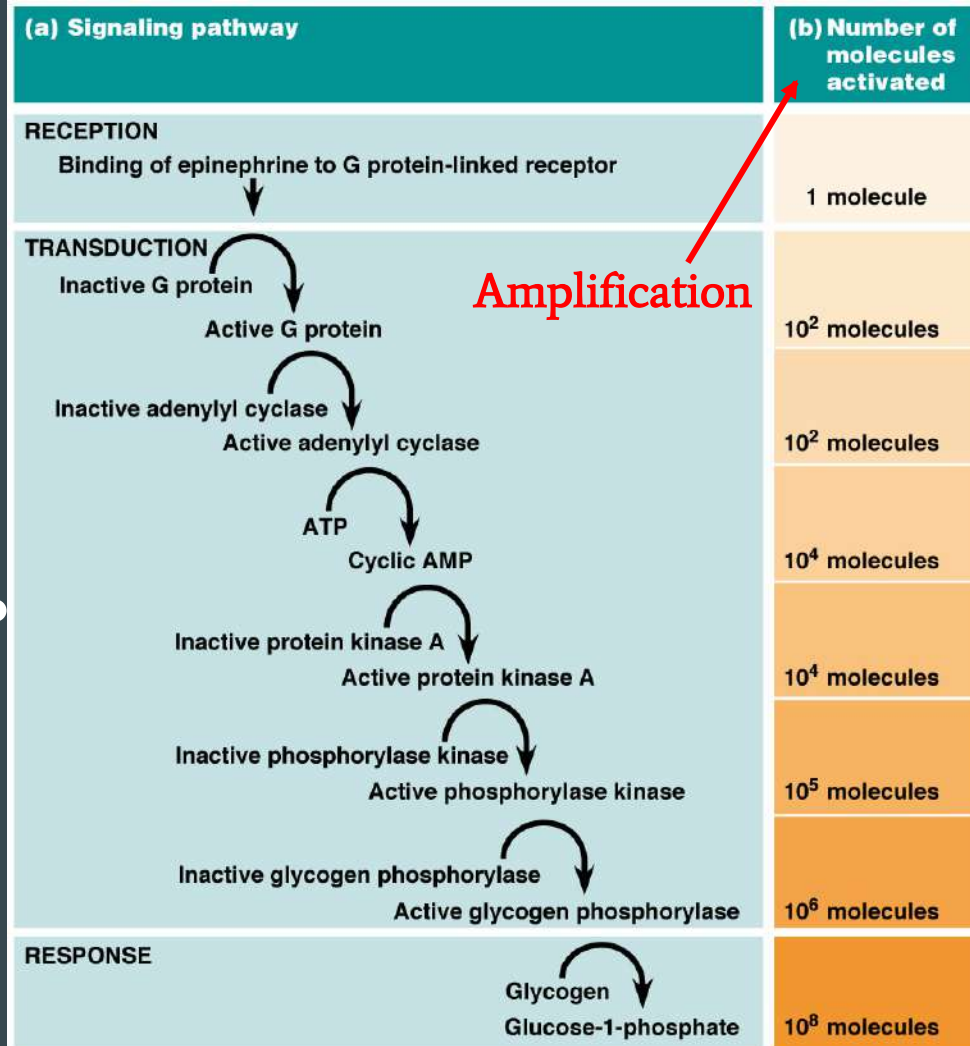 (a) Signaling pathway
(b) Number of
molecules
activated
RECEPTION
Binding of epinephrine to G protein-linked receptor
1 molecule
TRANSDUCTION
Inactive G protein
Amplification
Active G protein
10² molecules
Inactive adenylyl cyclase
Active adenylyl cyclase
10² molecules
ATP
Cyclic AMP
10⁴ molecules
Inactive protein kinase A
Active protein kinase A
10⁴ molecules
Inactive phosphorylase kinase
Active phosphorylase kinase
10⁵ molecules
Inactive glycogen phosphorylase
Active glycogen phosphorylase
10⁶ molecules
RESPONSE
Glycogen
Glucose-1-phosphate
10⁸ molecules